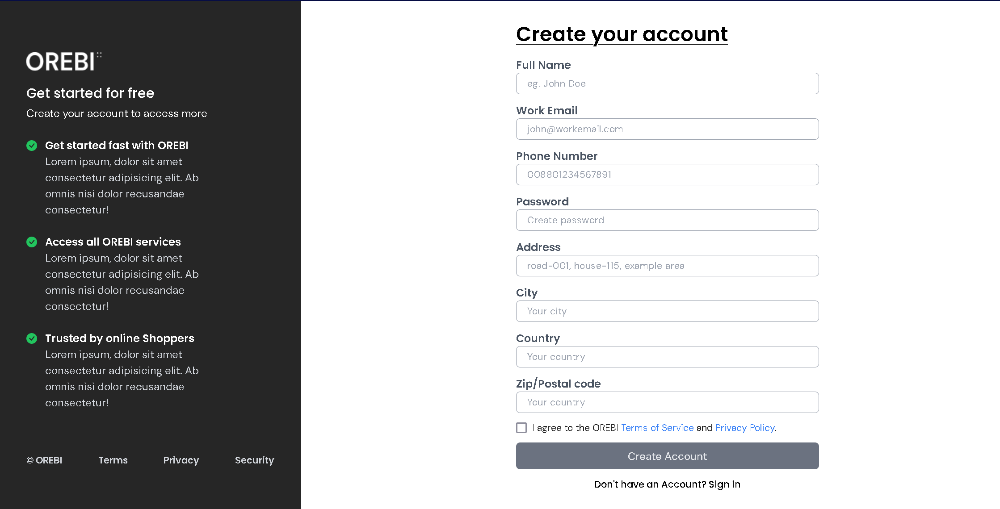 OREBI
Get started for free
Create your account to access more
Get started fast with OREBI
Lorem ipsum, dolor sit amet
consectetur adipisicing elit. Ab
omnis nisi dolor recusandae
consectetur!
Access all OREBI services
Lorem ipsum, dolor sit amet
consectetur adipisicing elit. Ab
omnis nisi dolor recusandae
consectetur!
Trusted by online Shoppers
Lorem ipsum, dolor sit amet
consectetur adipisicing elit. Ab
omnis nisi dolor recusandae
consectetur!
© OREBI Terms Privacy Security
Create your account
Full Name
eg. John Doe
Work Email
john@workemail.com
Phone Number
008801234567891
Password
Create password
Address
road-001, house-115, example area
City
Your city
Country
Your country
Zip/Postal code
Your country
I agree to the OREBI Terms of Service and Privacy Policy.
Create Account
Don't have an Account? Sign in